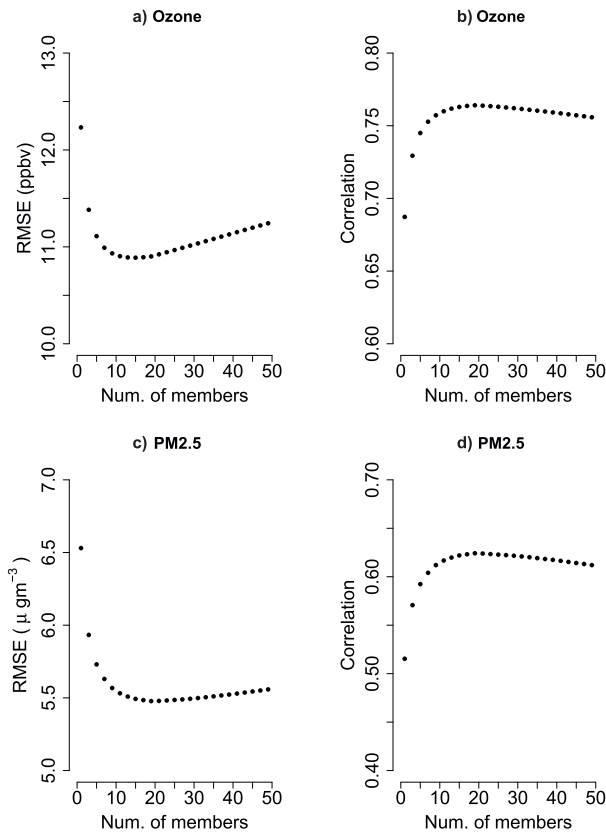 a) Ozone
13.0
12.0
11.0
10.0
RMSE (ppbv)
0 10 20 30 40 50
Num. of members
b) Ozone
0.80
0.75
0.70
0.65
0.60
Correlation
0 10 20 30 40 50
Num. of members
c) PM2.5
7.0
6.5
6.0
5.5
5.0
RMSE ( μ gm⁻³ )
0 10 20 30 40 50
Num. of members
d) PM2.5
0.70
0.60
0.50
0.40
Correlation
0 10 20 30 40 50
Num. of members